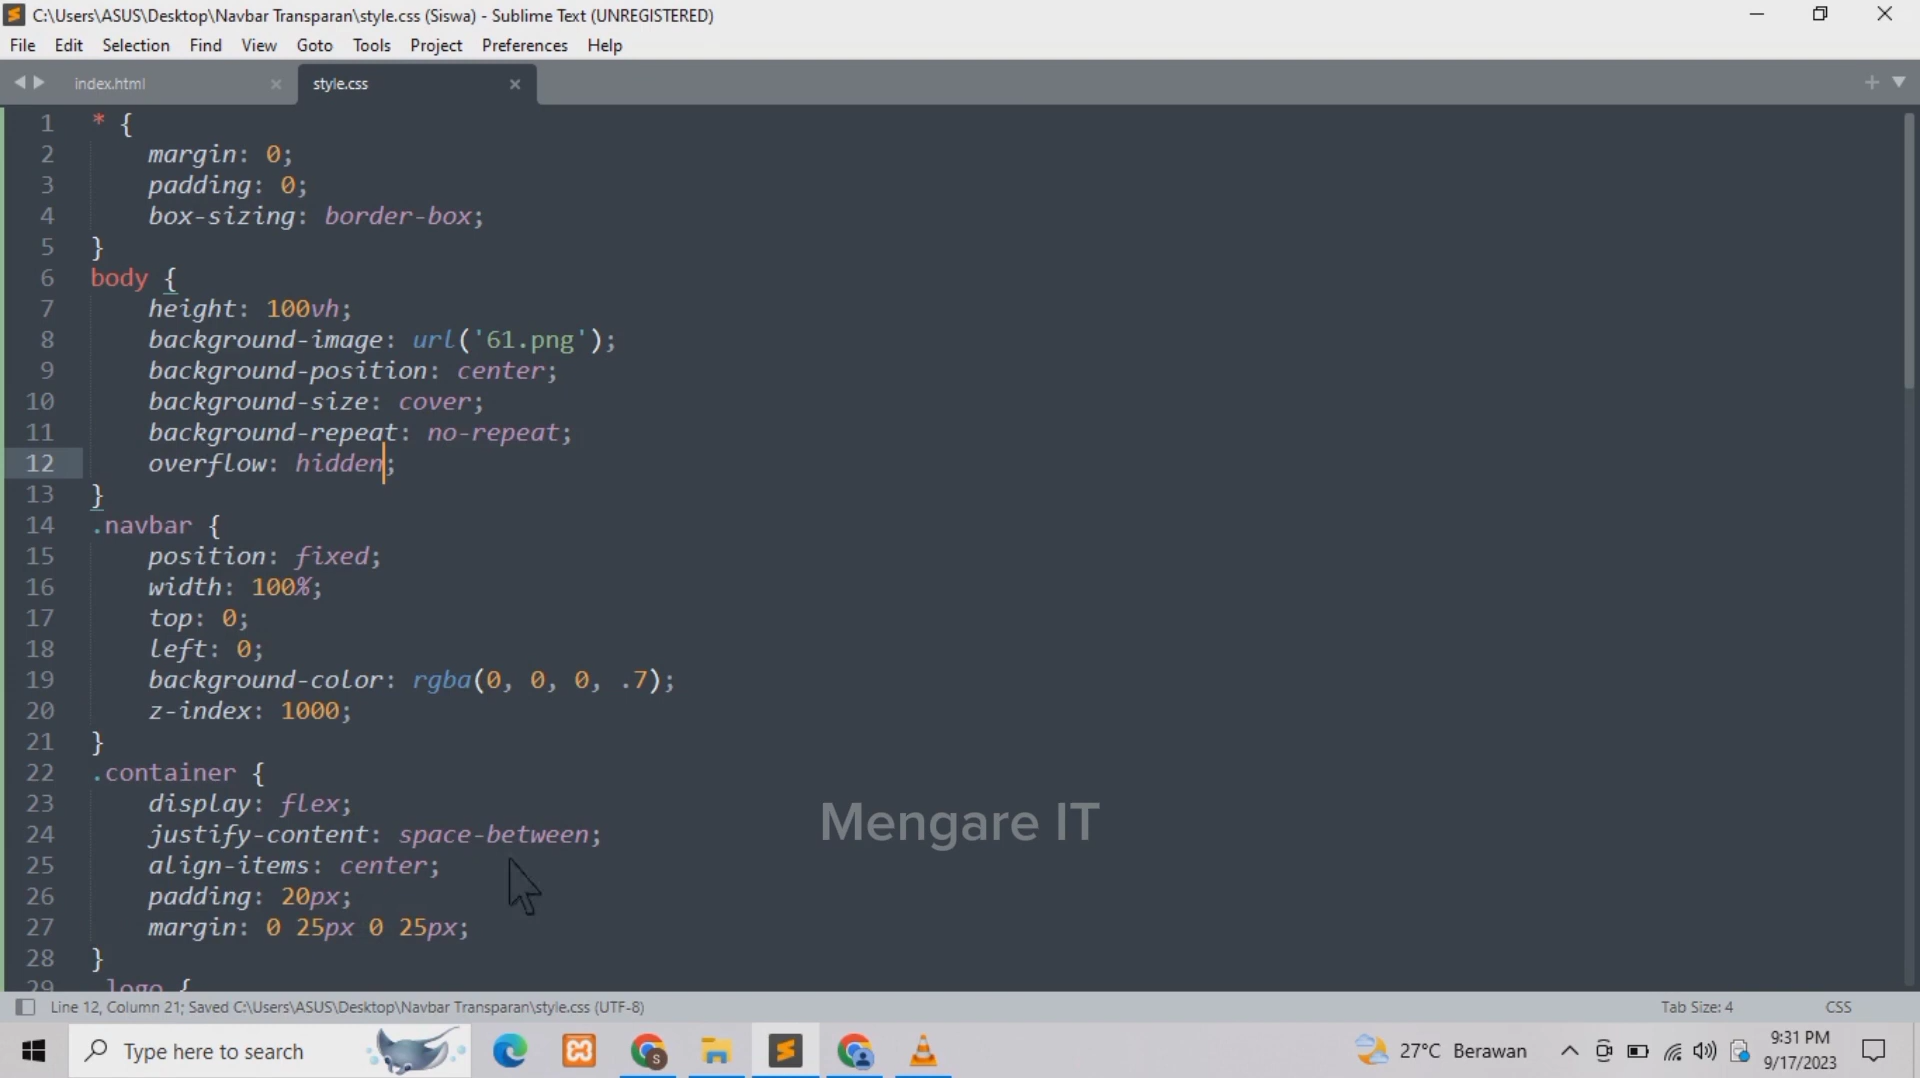 C:\Users\ASUS\Desktop\Navbar Transparan\style.css (Siswa) - Sublime Text (UNREGISTERED)
File Edit Selection Find View Goto Tools Project Preferences Help
index.html style.css
1 * {
2 margin: 0;
3 padding: 0;
4 box-sizing: border-box;
5 }
6 body {
7 height: 100vh;
8 background-image: url('61.png');
9 background-position: center;
10 background-size: cover;
11 background-repeat: no-repeat;
12 overflow: hidden;
13 }
14 .navbar {
15 position: fixed;
16 width: 100%;
17 top: 0;
18 left: 0;
19 background-color: rgba(0, 0, 0, .7);
20 z-index: 1000;
21 }
22 .container {
23 display: flex;
24 justify-content: space-between;
25 align-items: center;
26 padding: 20px;
27 margin: 0 25px 0 25px;
28 }
29 .logo {
Mengare IT
Line 12, Column 21; Saved C:\Users\ASUS\Desktop\Navbar Transparan\style.css (UTF-8) Tab Size: 4 CSS
Type here to search
S
27°C Berawan
9:31 PM
9/17/2023